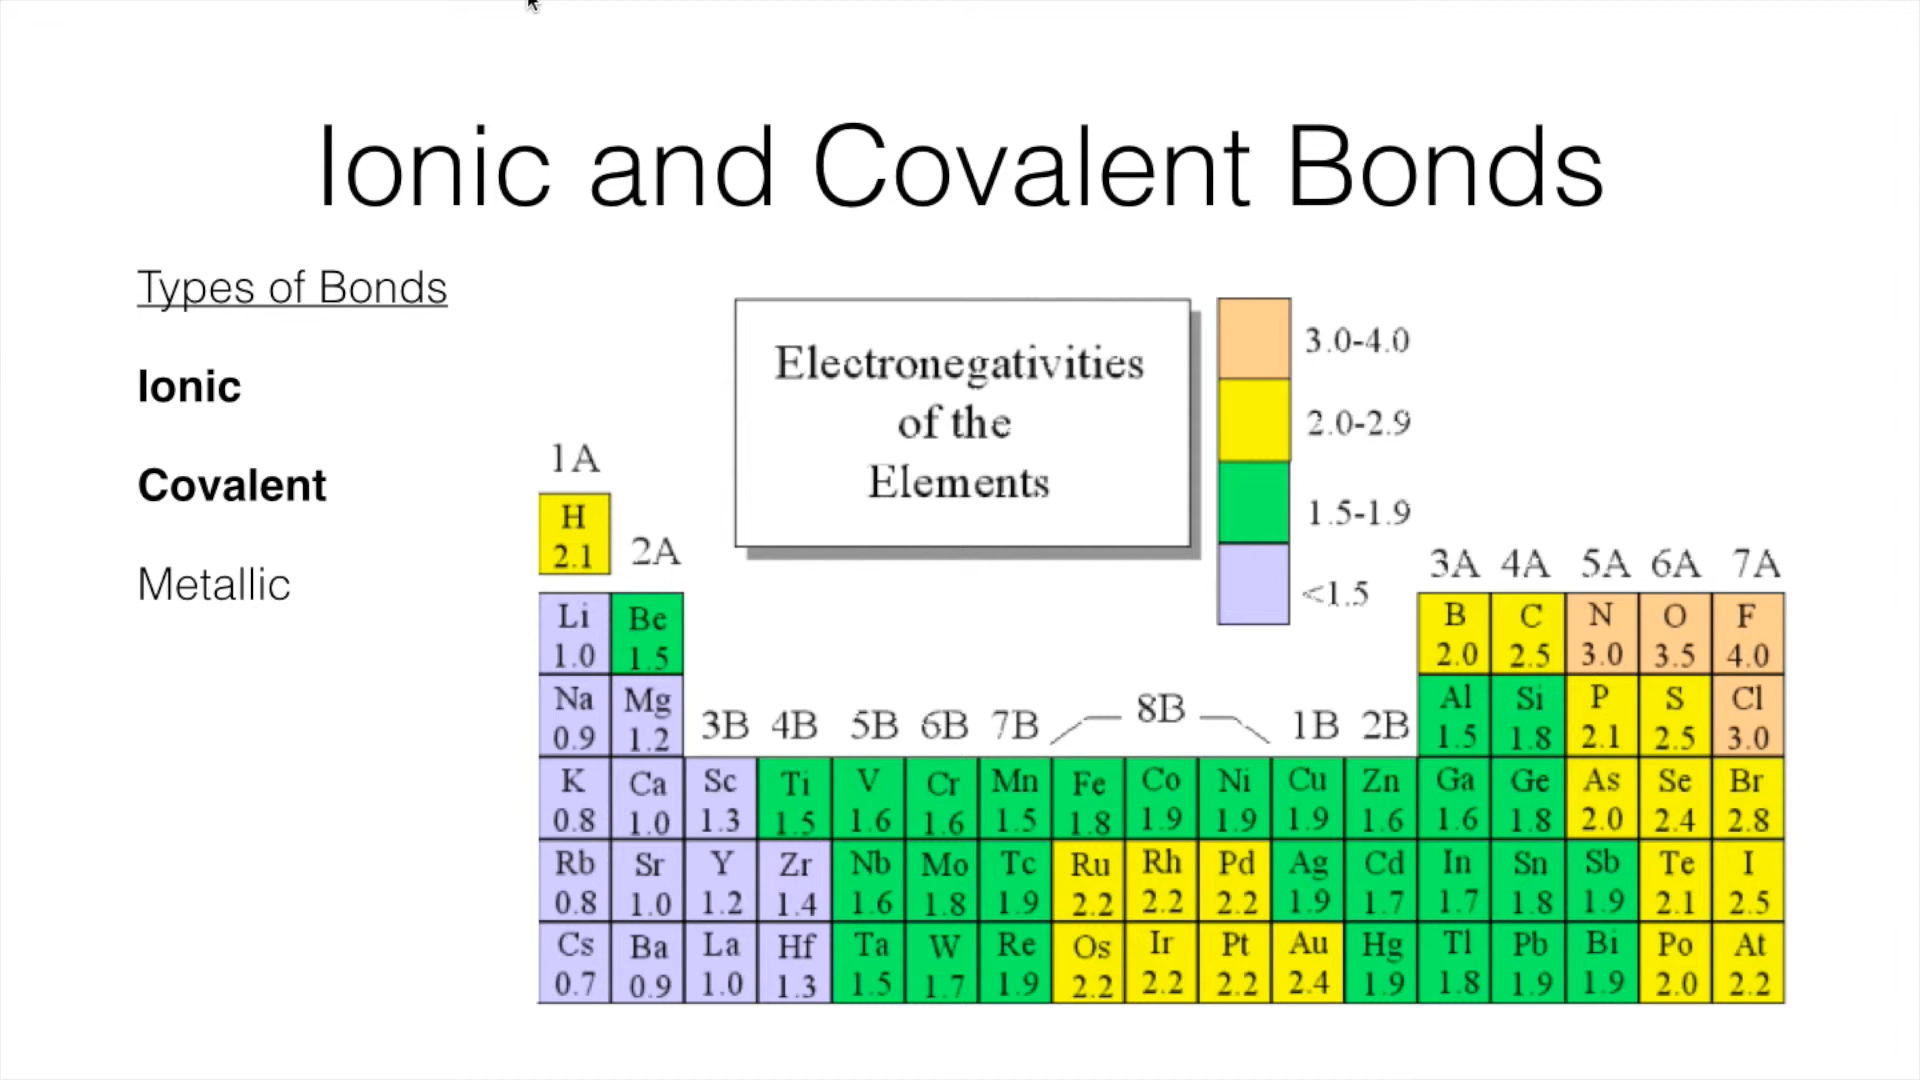 Ionic and Covalent Bonds
Types of Bonds
Ionic
Covalent
Metallic
Electronegativities
of the
Elements
3.0-4.0
2.0-2.9
1.5-1.9
<1.5
1A
2A
3B 4B 5B 6B 7B 8B 1B 2B
3A 4A 5A 6A 7A
H
2.1
Li Be B C N O F
1.0 1.5 2.0 2.5 3.0 3.5 4.0
Na Mg Al Si P S Cl
0.9 1.2 1.5 1.8 2.1 2.5 3.0
K Ca Sc Ti V Cr Mn Fe Co Ni Cu Zn Ga Ge As Se Br
0.8 1.0 1.3 1.5 1.6 1.6 1.5 1.8 1.9 1.9 1.9 1.6 1.6 1.8 2.0 2.4 2.8
Rb Sr Y Zr Nb Mo Tc Ru Rh Pd Ag Cd In Sn Sb Te I
0.8 1.0 1.2 1.4 1.6 1.8 1.9 2.2 2.2 2.2 1.9 1.7 1.7 1.8 1.9 2.1 2.5
Cs Ba La Hf Ta W Re Os Ir Pt Au Hg Tl Pb Bi Po At
0.7 0.9 1.0 1.3 1.5 1.7 1.9 2.2 2.2 2.2 2.4 1.9 1.8 1.9 1.9 2.0 2.2